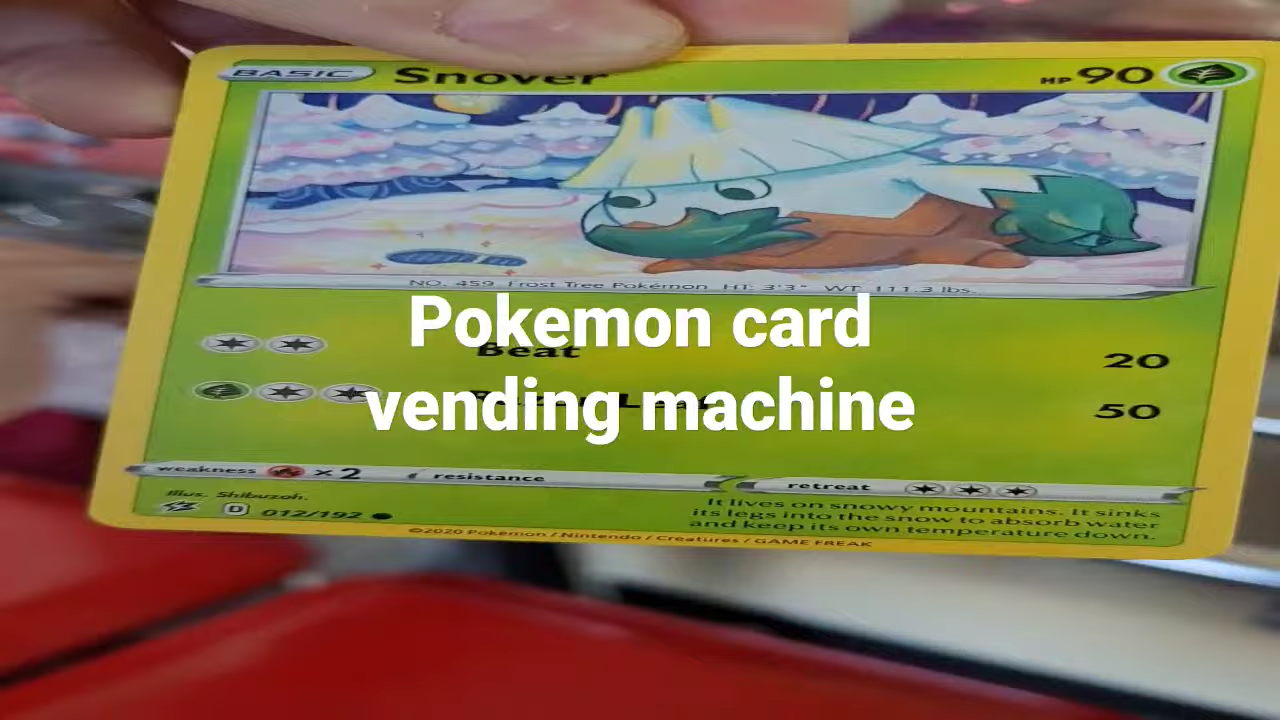 BASIC Snover HP 90
NO. 459 Frost Tree Pokémon HT: 3'3" WT: 111.3 lbs.
Pokemon card
Beat 20
vending machine
50
weakness ×2 resistance retreat
Illus. Shibuzoh.
D 012/192
It lives on snowy mountains. It sinks
its legs into the snow to absorb water
and keep its own temperature down.
©2020 Pokémon / Nintendo / Creatures / GAME FREAK